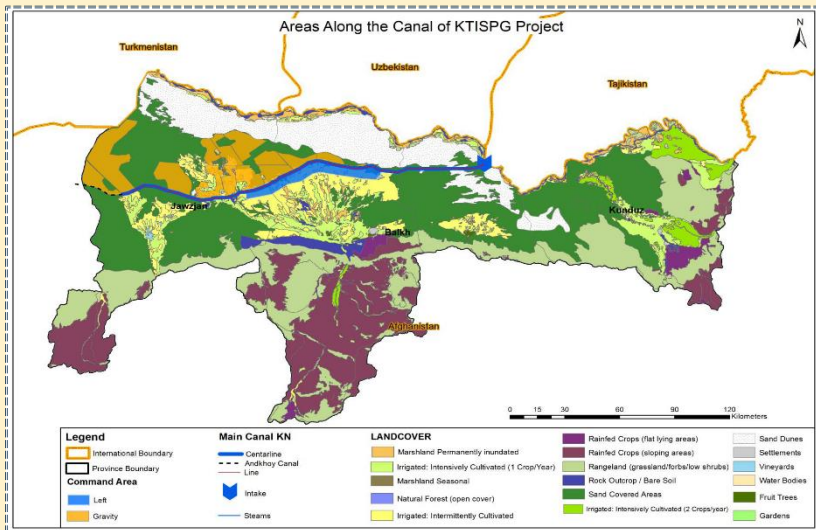 Areas Along the Canal of KTISPG Project
N
Turkmenistan
Uzbekistan
Tajikistan
Jawzjan
Balkh
Kunduz
Afghanistan
0 15 30 60 90 120
Kilometers
Legend
International Boundary
Province Boundary
Command Area
Left
Gravity
Main Canal KN
Centarline
Andkhoy Canal
Line
Intake
Steams
LANDCOVER
Marshland Permanently inundated
Irrigated: Intensively Cultivated (1 Crop/Year)
Marshland Seasonal
Natural Forest (open cover)
Irrigated: Intermittently Cultivated
Rainfed Crops (flat lying areas)
Rainfed Crops (sloping areas)
Rangeland (grassland/forbs/low shrubs)
Rock Outcrop / Bare Soil
Sand Covered Areas
Irrigated: Intensively Cultivated (2 Crops/year)
Sand Dunes
Settlements
Vineyards
Water Bodies
Fruit Trees
Gardens